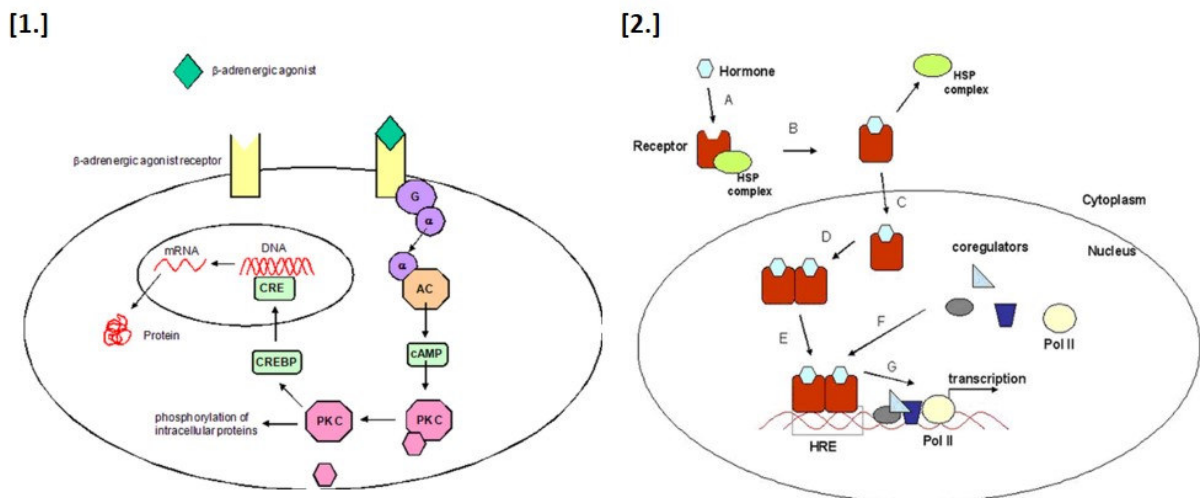 [1.]
β-adrenergic agonist
β-adrenergic agonist receptor
G
α
α
AC
mRNA
DNA
CRE
Protein
CREBP
cAMP
phosphorylation of
intracellular proteins
PKC
PKC
[2.]
Hormone
A
Receptor
HSP
complex
B
HSP
complex
C
Cytoplasm
Nucleus
D
coregulators
E
F
Pol II
G
transcription
HRE
Pol II